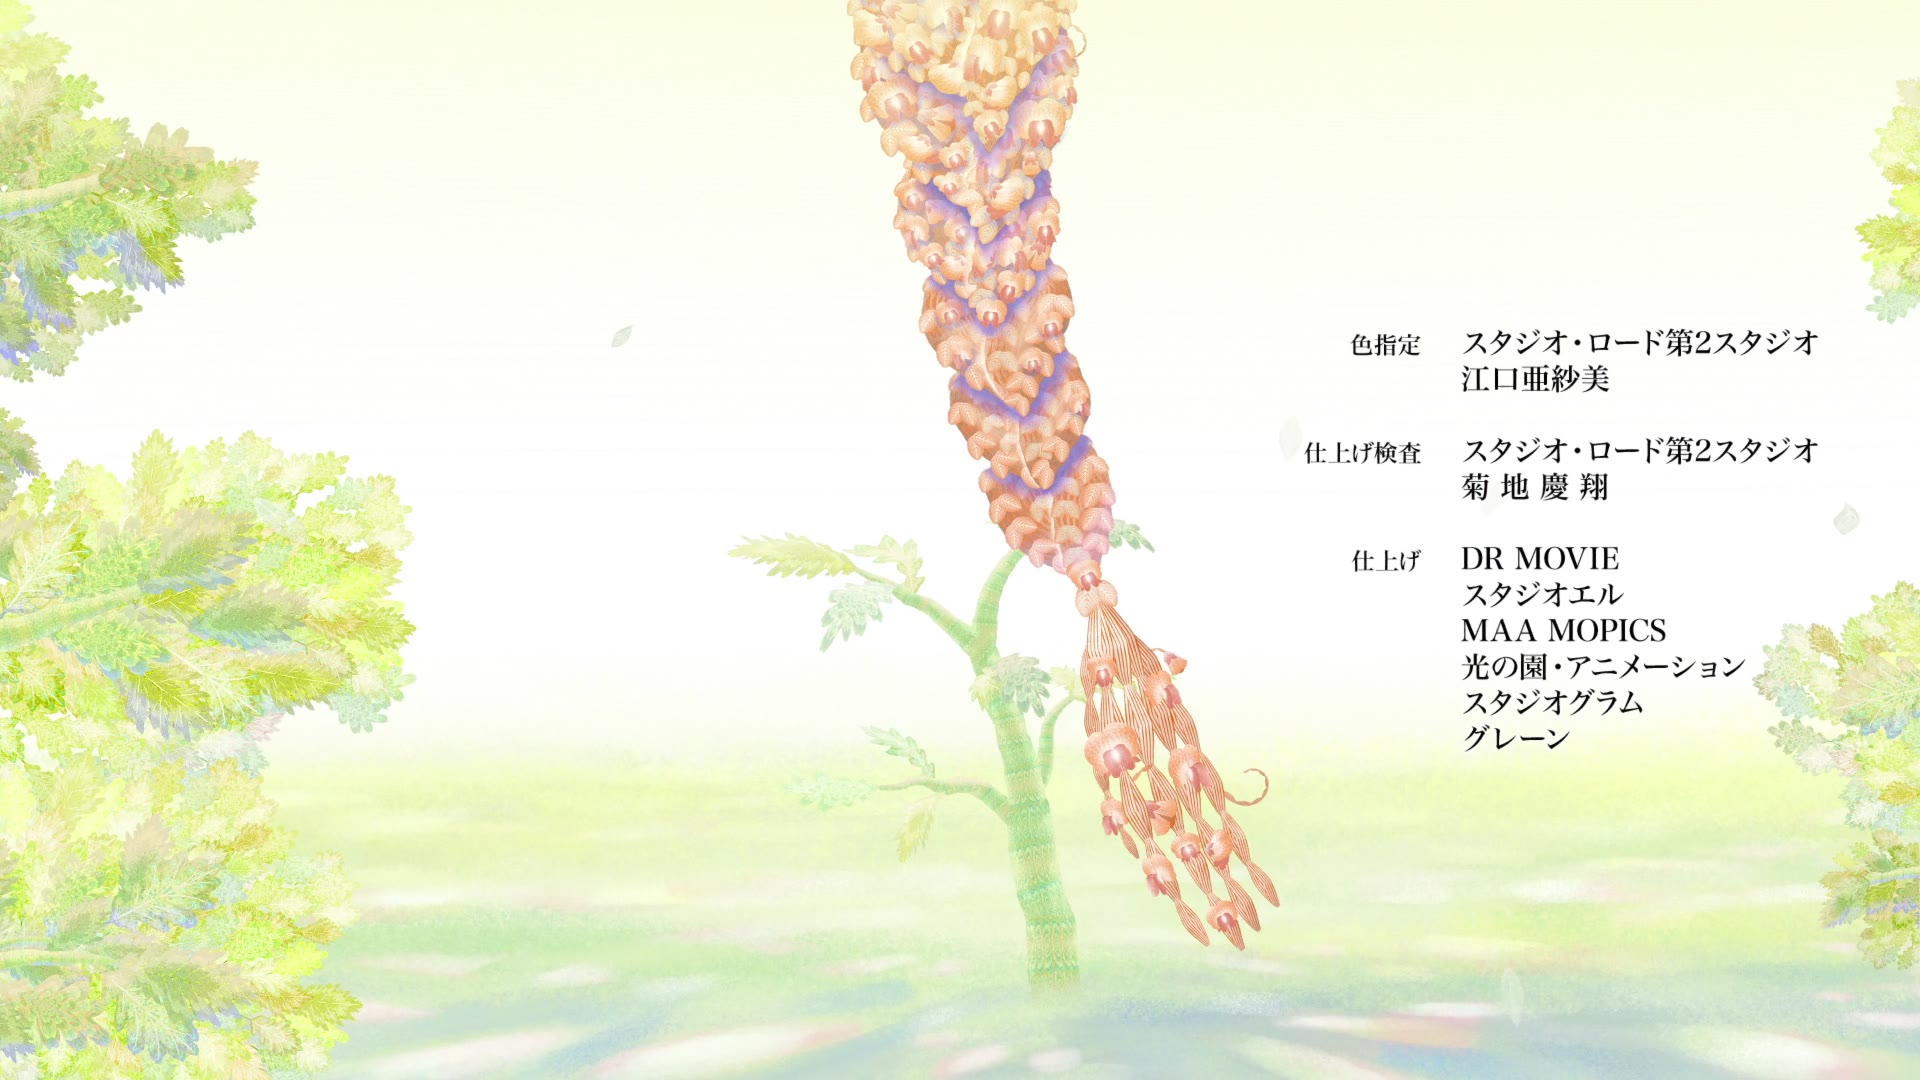 色指定 スタジオ・ロード第2スタジオ
江口亜紗美
仕上げ検査 スタジオ・ロード第2スタジオ
菊地慶翔
仕上げ DR MOVIE
スタジオエル
MAA MOPICS
光の園・アニメーション
スタジオグラム
グレーン